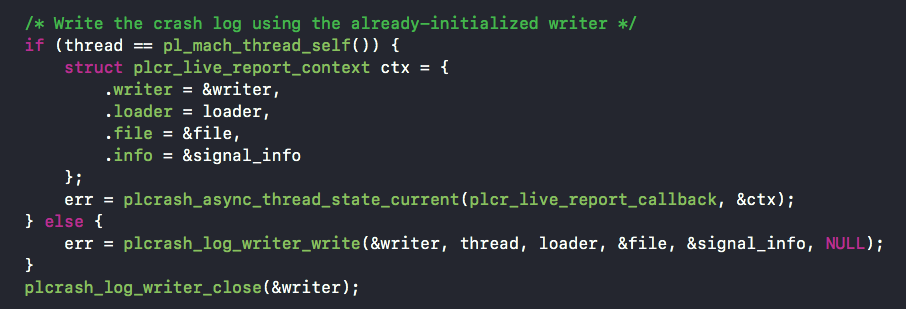 /* Write the crash log using the already-initialized writer */
if (thread == pl_mach_thread_self()) {
    struct plcr_live_report_context ctx = {
        .writer = &writer,
        .loader = loader,
        .file = &file,
        .info = &signal_info
    };
    err = plcrash_async_thread_state_current(plcr_live_report_callback, &ctx);
} else {
    err = plcrash_log_writer_write(&writer, thread, loader, &file, &signal_info, NULL);
}
plcrash_log_writer_close(&writer);